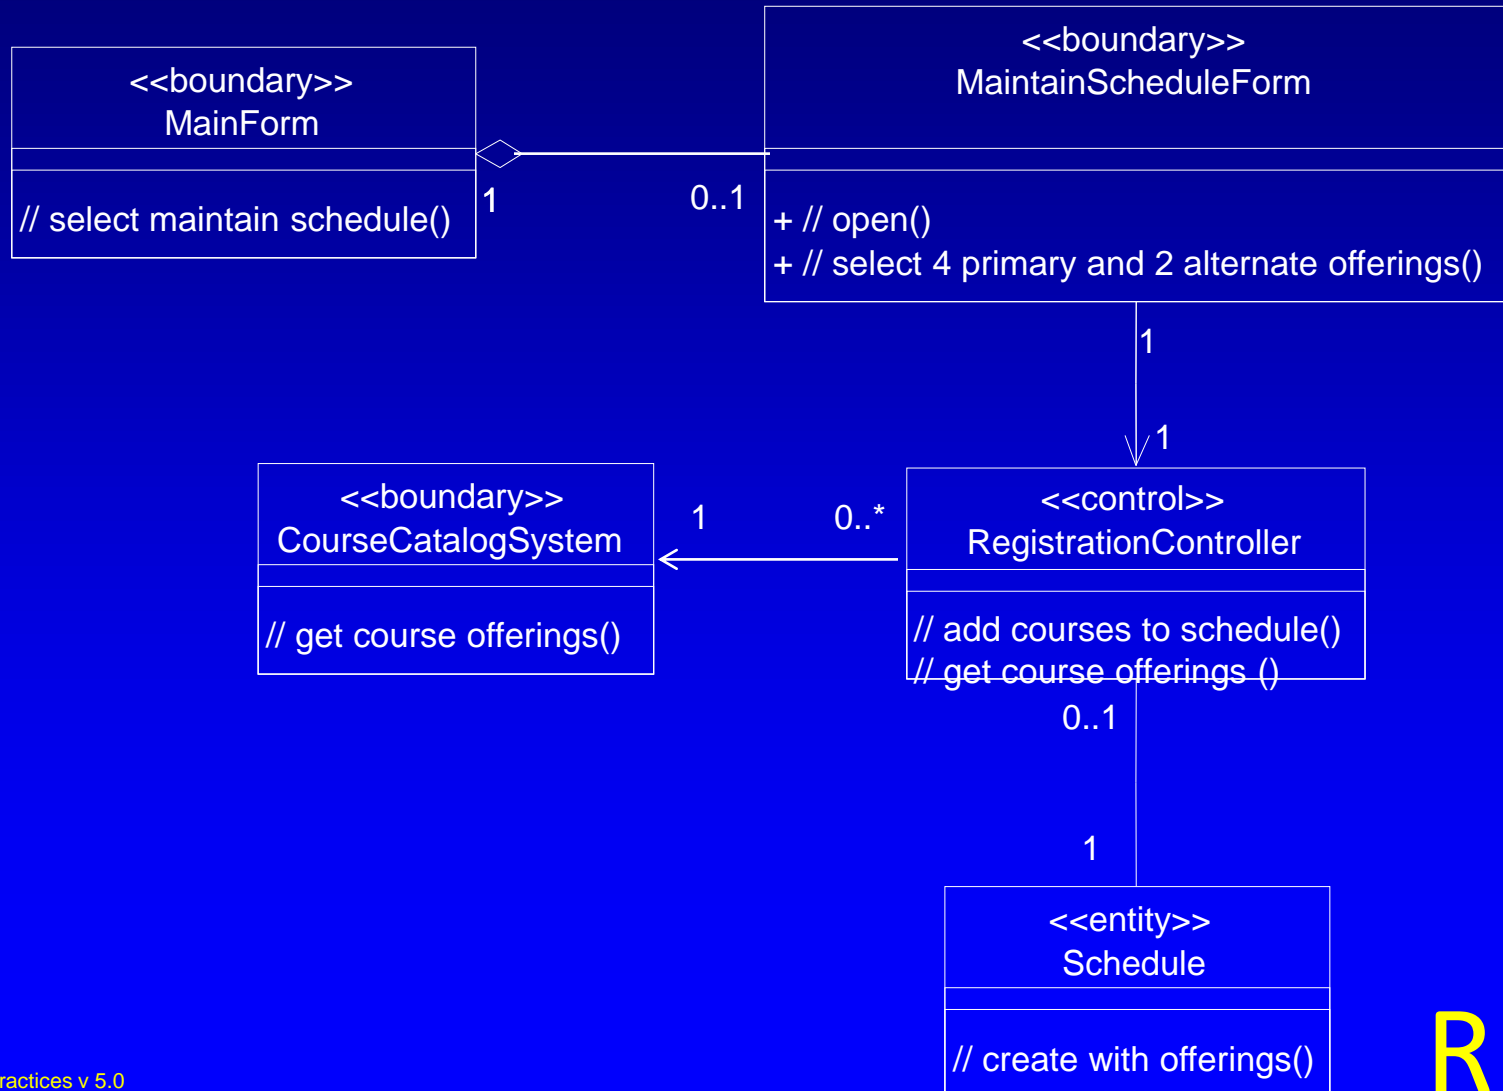 <<boundary>>
MainForm
// select maintain schedule()
1
0..1
<<boundary>>
MaintainScheduleForm
+ // open()
+ // select 4 primary and 2 alternate offerings()
1
1
<<boundary>>
CourseCatalogSystem
// get course offerings()
1
0..*
<<control>>
RegistrationController
// add courses to schedule()
// get course offerings ()
0..1
1
<<entity>>
Schedule
// create with offerings()
v 5.0
R